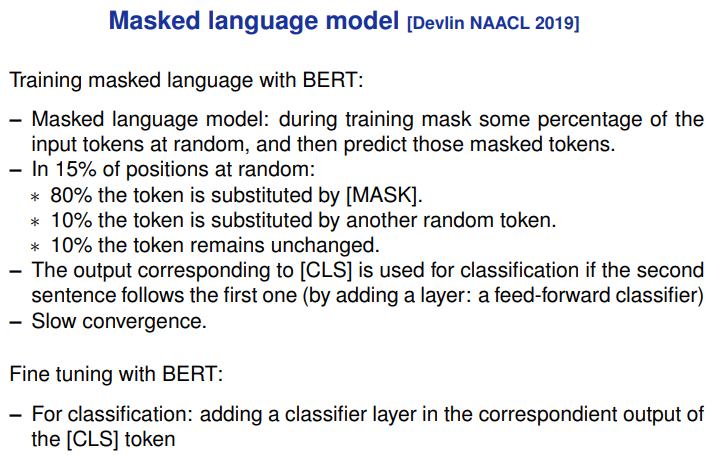 Masked language model [Devlin NAACL 2019]
Training masked language with BERT:
– Masked language model: during training mask some percentage of the
input tokens at random, and then predict those masked tokens.
– In 15% of positions at random:
∗ 80% the token is substituted by [MASK].
∗ 10% the token is substituted by another random token.
∗ 10% the token remains unchanged.
– The output corresponding to [CLS] is used for classification if the second
sentence follows the first one (by adding a layer: a feed-forward classifier)
– Slow convergence.
Fine tuning with BERT:
– For classification: adding a classifier layer in the correspondient output of
the [CLS] token